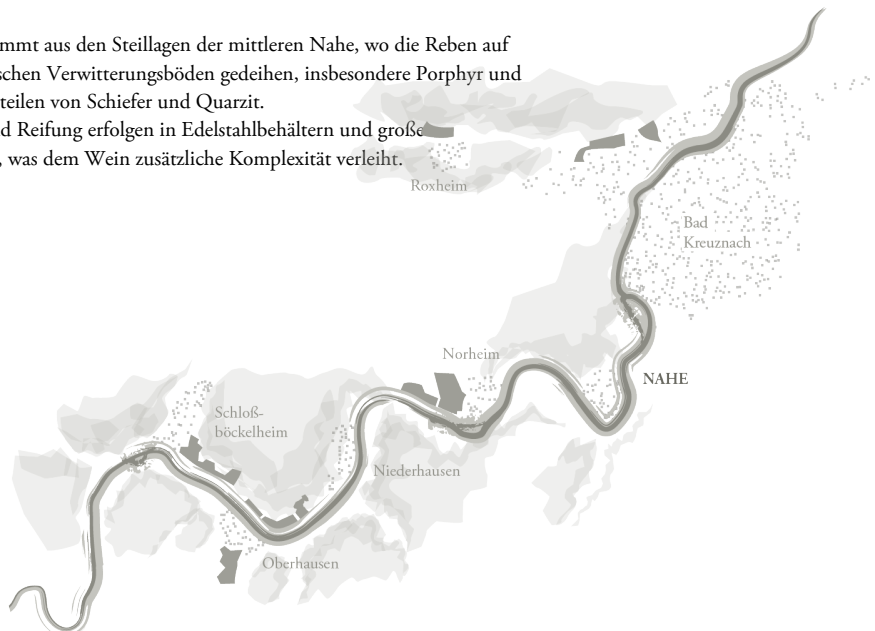 mmt aus den Steillagen der mittleren Nahe, wo die Reben auf
schen Verwitterungsböden gedeihen, insbesondere Porphyr und
teilen von Schiefer und Quarzit.
d Reifung erfolgen in Edelstahlbehältern und große
, was dem Wein zusätzliche Komplexität verleiht.
Roxheim
Bad
Kreuznach
Norheim
NAHE
Schloß-
böckelheim
Niederhausen
Oberhausen